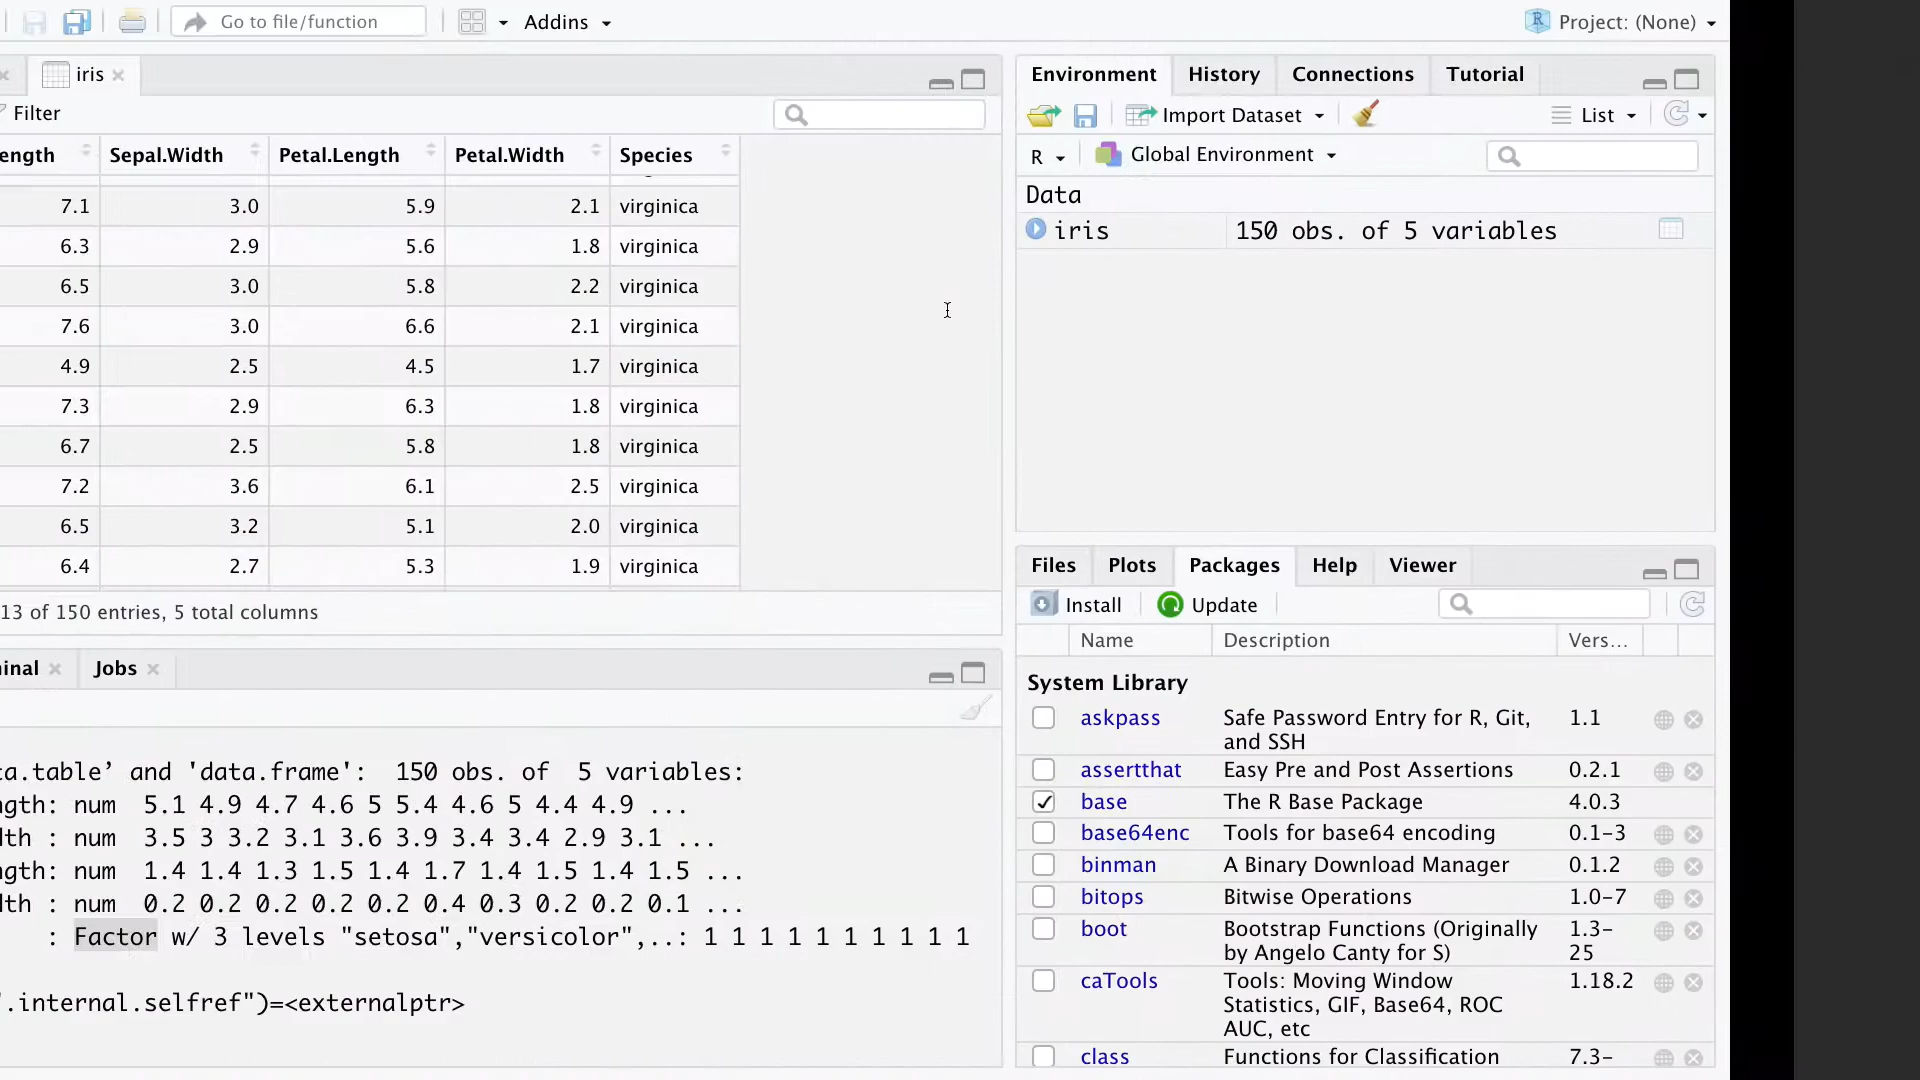 Go to file/function
Addins
Project: (None)
iris
Filter
ength Sepal.Width Petal.Length Petal.Width Species
7.1 3.0 5.9 2.1 virginica
6.3 2.9 5.6 1.8 virginica
6.5 3.0 5.8 2.2 virginica
7.6 3.0 6.6 2.1 virginica
4.9 2.5 4.5 1.7 virginica
7.3 2.9 6.3 1.8 virginica
6.7 2.5 5.8 1.8 virginica
7.2 3.6 6.1 2.5 virginica
6.5 3.2 5.1 2.0 virginica
6.4 2.7 5.3 1.9 virginica
13 of 150 entries, 5 total columns
inal Jobs
ta.table’ and 'data.frame': 150 obs. of 5 variables:
ngth: num 5.1 4.9 4.7 4.6 5 5.4 4.6 5 4.4 4.9 ...
dth : num 3.5 3 3.2 3.1 3.6 3.9 3.4 3.4 2.9 3.1 ...
ngth: num 1.4 1.4 1.3 1.5 1.4 1.7 1.4 1.5 1.4 1.5 ...
dth : num 0.2 0.2 0.2 0.2 0.2 0.4 0.3 0.2 0.2 0.1 ...
: Factor w/ 3 levels "setosa","versicolor",..: 1 1 1 1 1 1 1 1 1 1
".internal.selfref")=<externalptr>
Environment History Connections Tutorial
Import Dataset List
R Global Environment
Data
iris 150 obs. of 5 variables
Files Plots Packages Help Viewer
Install Update
Name Description Vers...
System Library
askpass Safe Password Entry for R, Git, 1.1
and SSH
assertthat Easy Pre and Post Assertions 0.2.1
base The R Base Package 4.0.3
base64enc Tools for base64 encoding 0.1-3
binman A Binary Download Manager 0.1.2
bitops Bitwise Operations 1.0-7
boot Bootstrap Functions (Originally 1.3-
by Angelo Canty for S) 25
caTools Tools: Moving Window 1.18.2
Statistics, GIF, Base64, ROC
AUC, etc
class Functions for Classification 7.3-